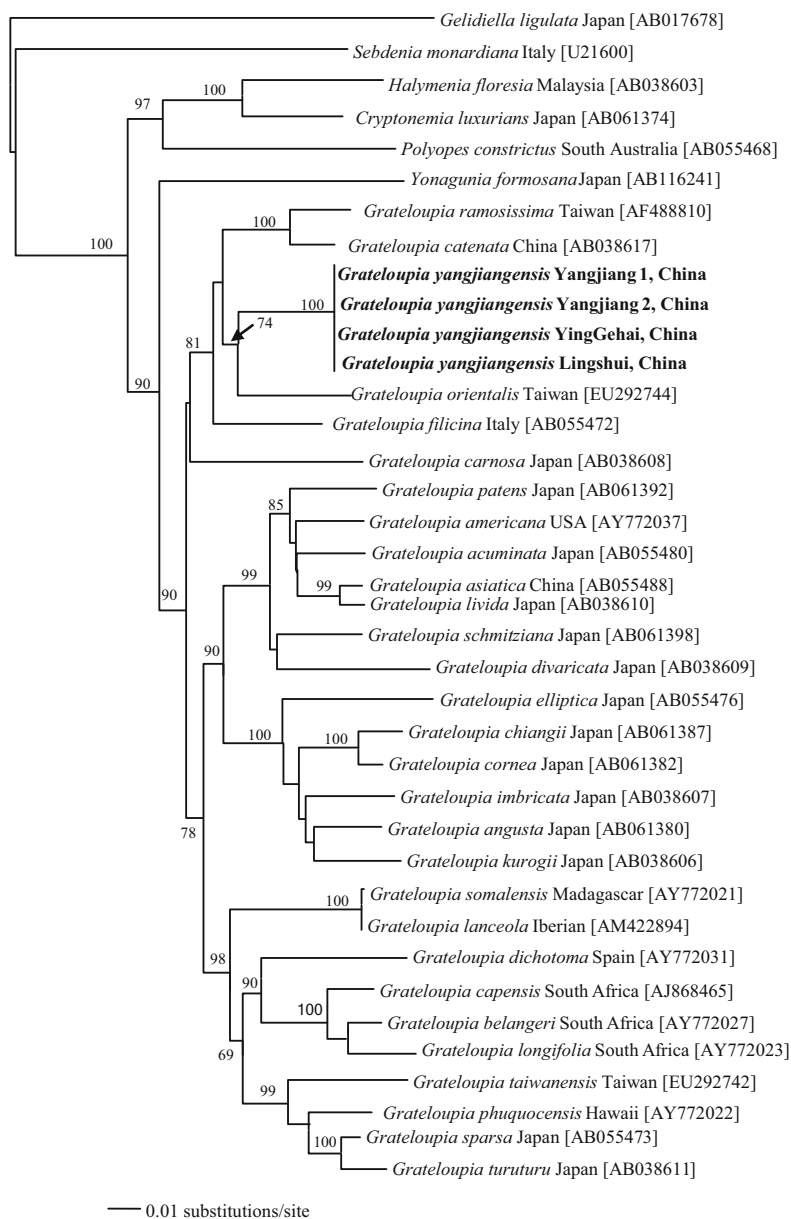 Gelidiella ligulata Japan [AB017678]
Sebdenia monardiana Italy [U21600]
Halymenia floresia Malaysia [AB038603]
100
97
Cryptonemia luxurians Japan [AB061374]
Polyopes constrictus South Australia [AB055468]
Yonagunia formosanaJapan [AB116241]
Grateloupia ramosissima Taiwan [AF488810]
100
100
Grateloupia catenata China [AB038617]
Grateloupia yangjiangensis Yangjiang 1, China
100
Grateloupia yangjiangensis Yangjiang 2, China
74
Grateloupia yangjiangensis YingGehai, China
81
Grateloupia yangjiangensis Lingshui, China
90
Grateloupia orientalis Taiwan [EU292744]
Grateloupia filicina Italy [AB055472]
Grateloupia carnosa Japan [AB038608]
Grateloupia patens Japan [AB061392]
85
Grateloupia americana USA [AY772037]
Grateloupia acuminata Japan [AB055480]
99
99
Grateloupia asiatica China [AB055488]
90
Grateloupia livida Japan [AB038610]
Grateloupia schmitziana Japan [AB061398]
90
Grateloupia divaricata Japan [AB038609]
Grateloupia elliptica Japan [AB055476]
100
100
Grateloupia chiangii Japan [AB061387]
Grateloupia cornea Japan [AB061382]
Grateloupia imbricata Japan [AB038607]
78
Grateloupia angusta Japan [AB061380]
Grateloupia kurogii Japan [AB038606]
100
Grateloupia somalensis Madagascar [AY772021]
Grateloupia lanceola Iberian [AM422894]
98
Grateloupia dichotoma Spain [AY772031]
90
Grateloupia capensis South Africa [AJ868465]
100
Grateloupia belangeri South Africa [AY772027]
69
Grateloupia longifolia South Africa [AY772023]
99
Grateloupia taiwanensis Taiwan [EU292742]
Grateloupia phuquocensis Hawaii [AY772022]
100
Grateloupia sparsa Japan [AB055473]
Grateloupia turuturu Japan [AB038611]
0.01 substitutions/site